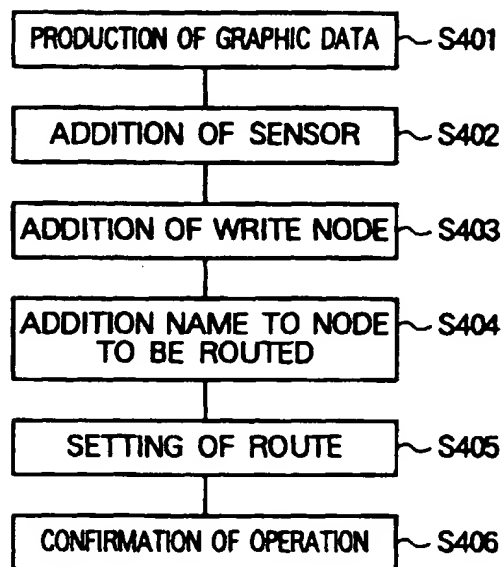 PRODUCTION OF GRAPHIC DATA S401
ADDITION OF SENSOR S402
ADDITION OF WRITE NODE S403
ADDITION NAME TO NODE S404
TO BE ROUTED
SETTING OF ROUTE S405
CONFIRMATION OF OPERATION S406